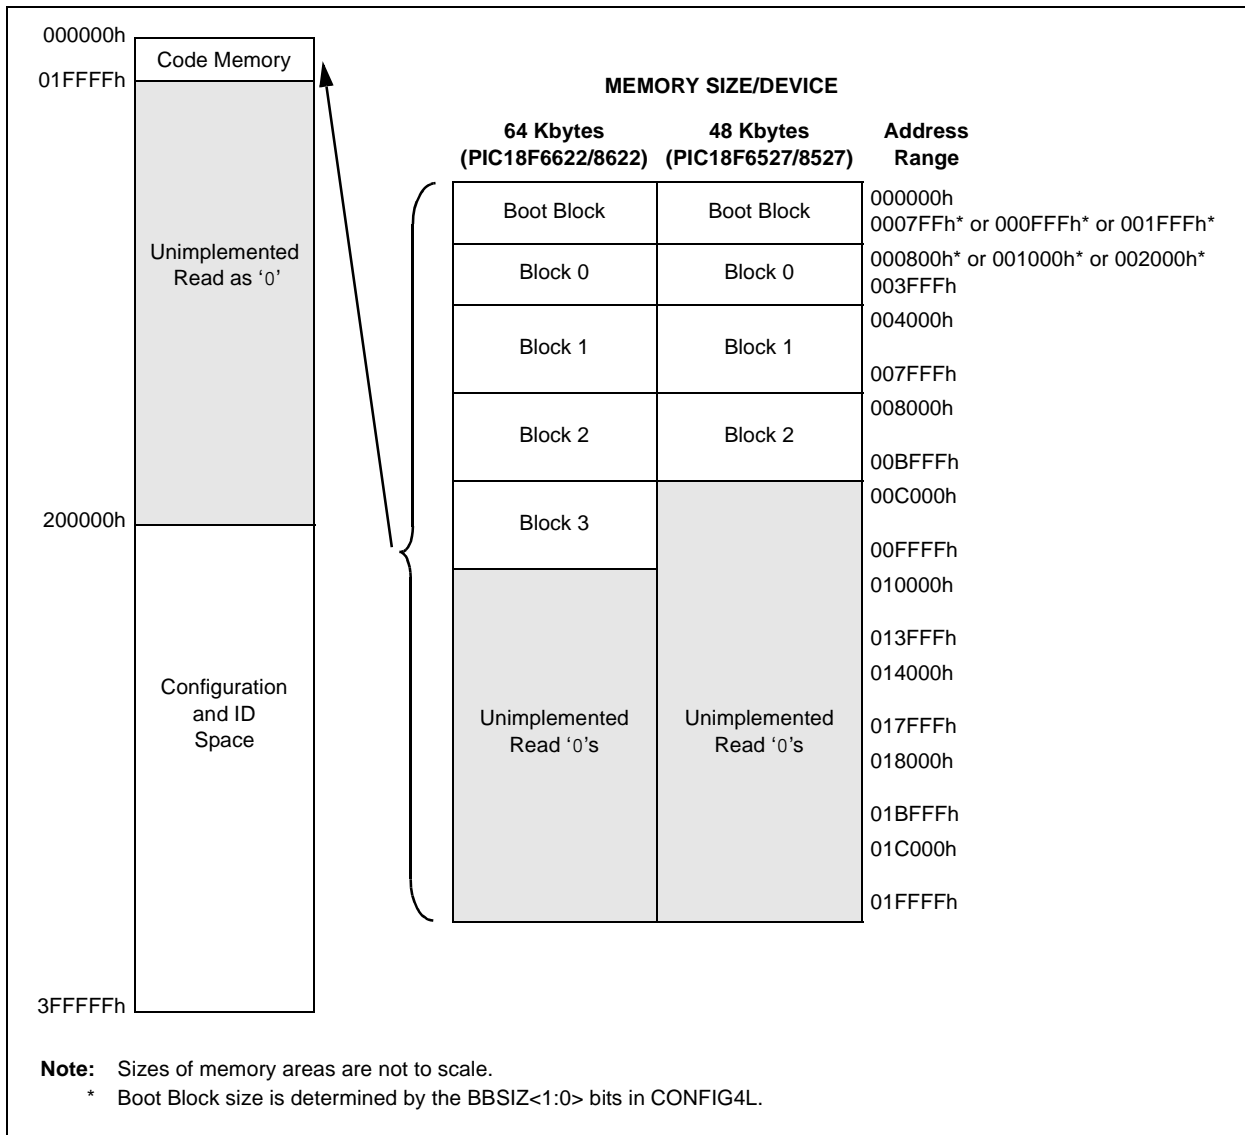 000000h
Code Memory
01FFFFh
Unimplemented
Read as ‘0’
200000h
Configuration
and ID
Space
3FFFFFh
MEMORY SIZE/DEVICE
64 Kbytes
(PIC18F6622/8622)
48 Kbytes
(PIC18F6527/8527)
Address
Range
Boot Block
Boot Block
000000h
0007FFh* or 000FFFh* or 001FFFh*
Block 0
Block 0
000800h* or 001000h* or 002000h*
003FFFh
Block 1
Block 1
004000h
007FFFh
Block 2
Block 2
008000h
00BFFFh
Block 3
00C000h
00FFFFh
Unimplemented
Read ‘0’s
Unimplemented
Read ‘0’s
010000h
013FFFh
014000h
017FFFh
018000h
01BFFFh
01C000h
01FFFFh
Note: Sizes of memory areas are not to scale.
* Boot Block size is determined by the BBSIZ<1:0> bits in CONFIG4L.